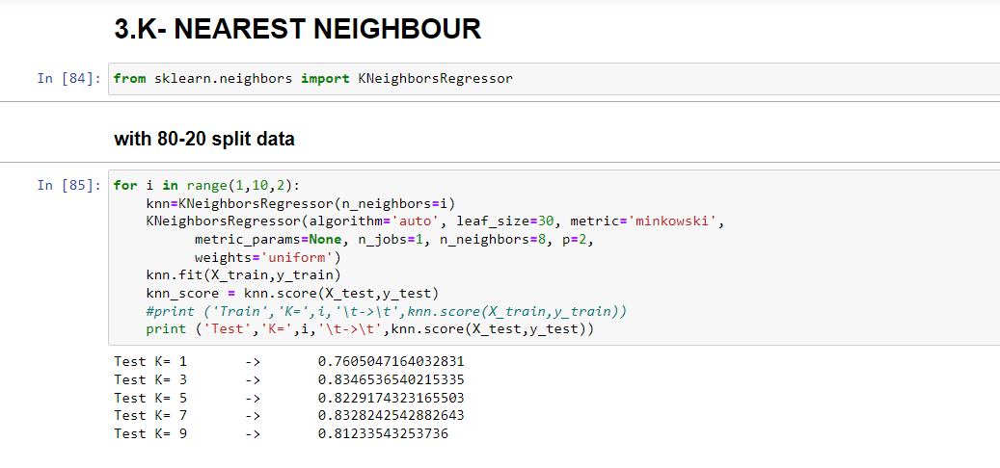 3.K- NEAREST NEIGHBOUR
In [84]: from sklearn.neighbors import KNeighborsRegressor
with 80-20 split data
In [85]: for i in range(1,10,2):
    knn=KNeighborsRegressor(n_neighbors=i)
    KNeighborsRegressor(algorithm='auto', leaf_size=30, metric='minkowski',
          metric_params=None, n_jobs=1, n_neighbors=8, p=2,
          weights='uniform')
    knn.fit(X_train,y_train)
    knn_score = knn.score(X_test,y_test)
    #print ('Train','K=',i,'\t->\t',knn.score(X_train,y_train))
    print ('Test','K=',i,'\t->\t',knn.score(X_test,y_test))
Test K= 1 -> 0.7605047164032831
Test K= 3 -> 0.8346536540215335
Test K= 5 -> 0.8229174323165503
Test K= 7 -> 0.8328242542882643
Test K= 9 -> 0.81233543253736